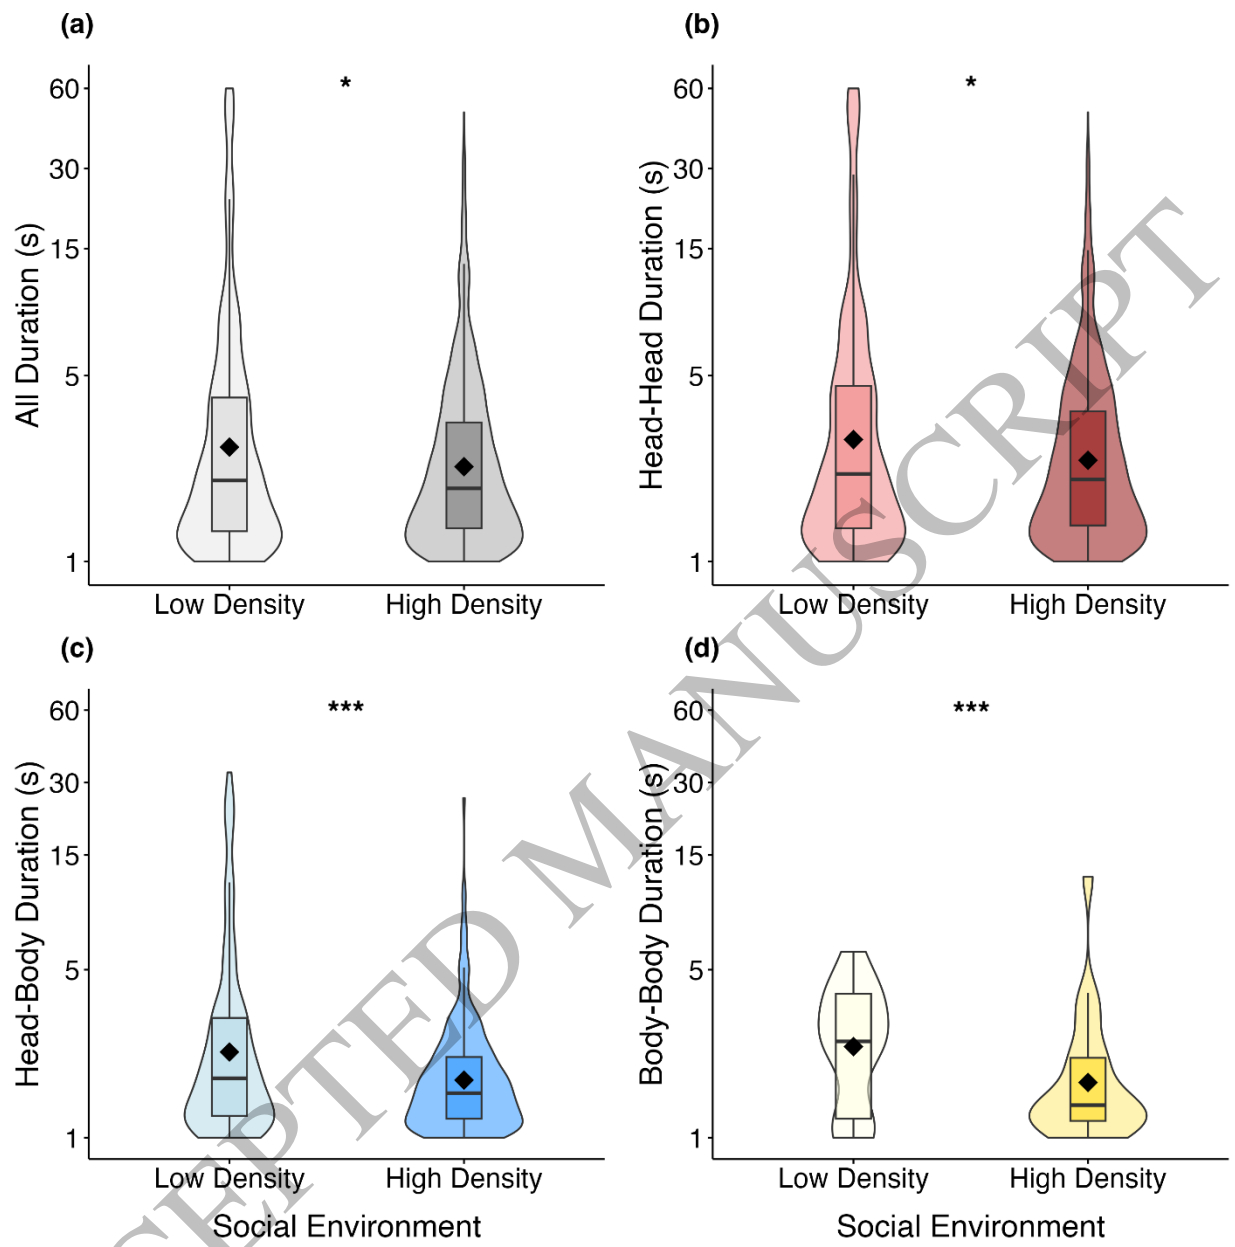 (a)
All Duration (s)
60
30
15
5
1
*
Low Density
High Density
(b)
Head-Head Duration (s)
60
30
15
5
1
*
Low Density
High Density
(c)
Head-Body Duration (s)
60
30
15
5
1
***
Low Density
High Density
Social Environment
(d)
Body-Body Duration (s)
60
30
15
5
1
***
Low Density
High Density
Social Environment
CEPTED MANUSCRIPT